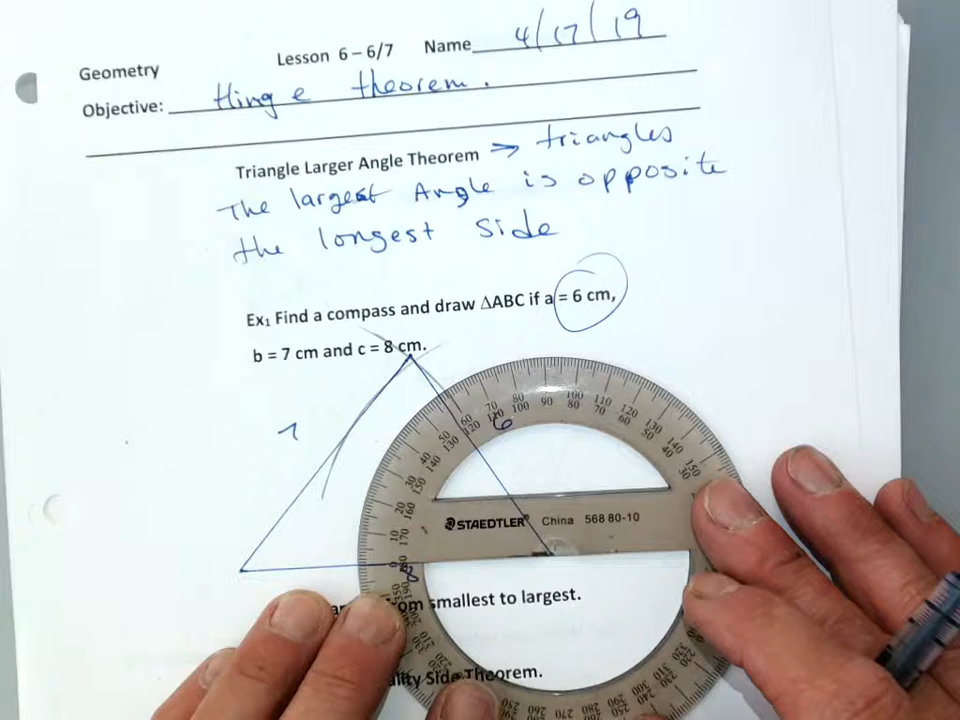 Geometry Lesson 6 – 6/7 Name 4/17/19
Objective: Hinge theorem.
Triangle Larger Angle Theorem → triangles
The largest Angle is opposite
the longest side
Ex₁ Find a compass and draw ΔABC if a = 6 cm,
b = 7 cm and c = 8 cm.
7
6
8
STAEDTLER China 568 80-10
from smallest to largest.
ality Side Theorem.